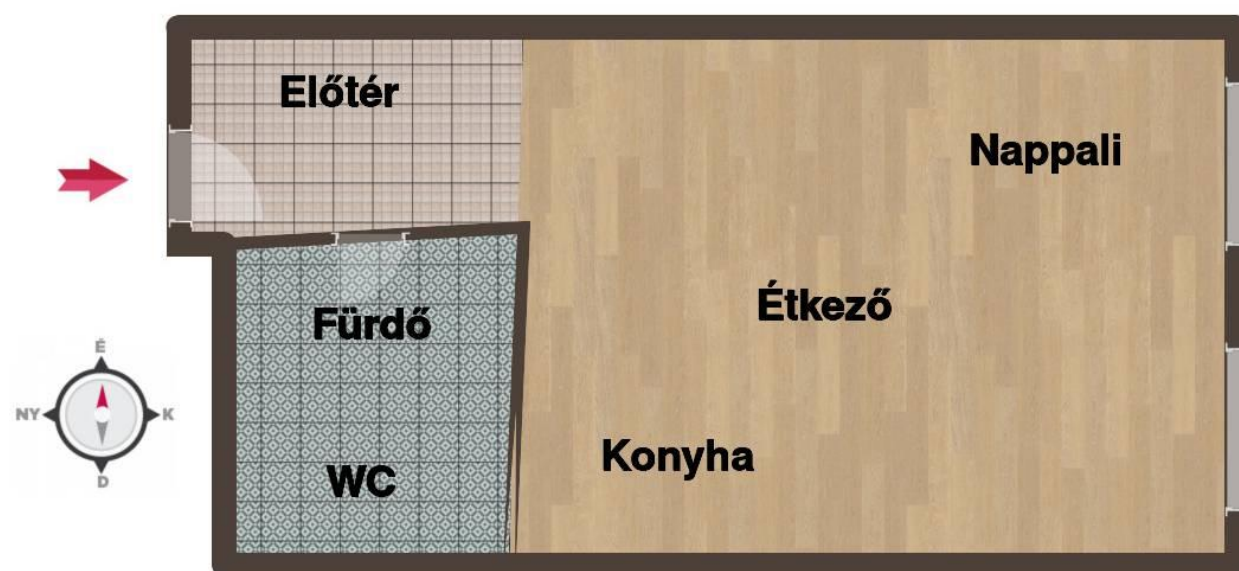 Előtér
Nappali
Étkező
Fürdő
Konyha
WC
É
NY
K
D